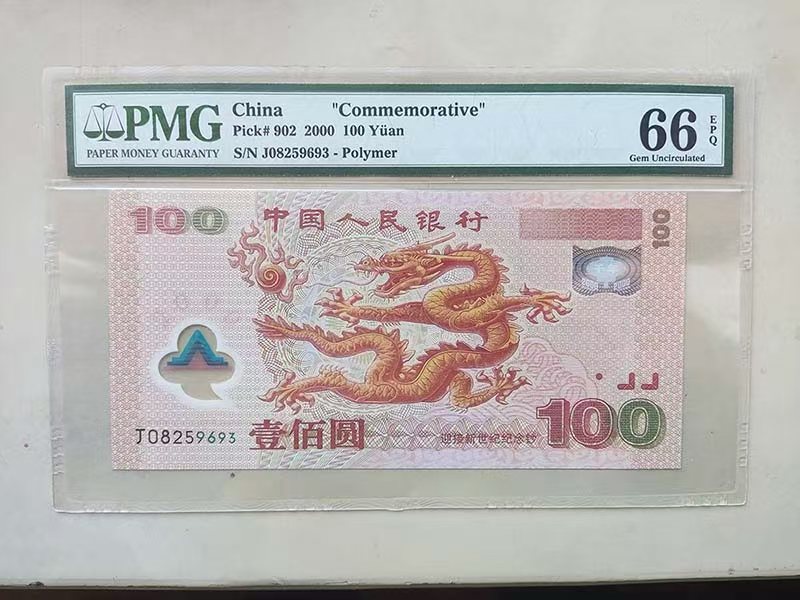 PMG
PAPER MONEY GUARANTY
China "Commemorative"
Pick# 902 2000 100 Yüan
S/N J08259693 - Polymer
66
EPQ
Gem Uncirculated
100
中国人民银行
100
J08259693
壹佰圆
迎接新世纪纪念钞
100